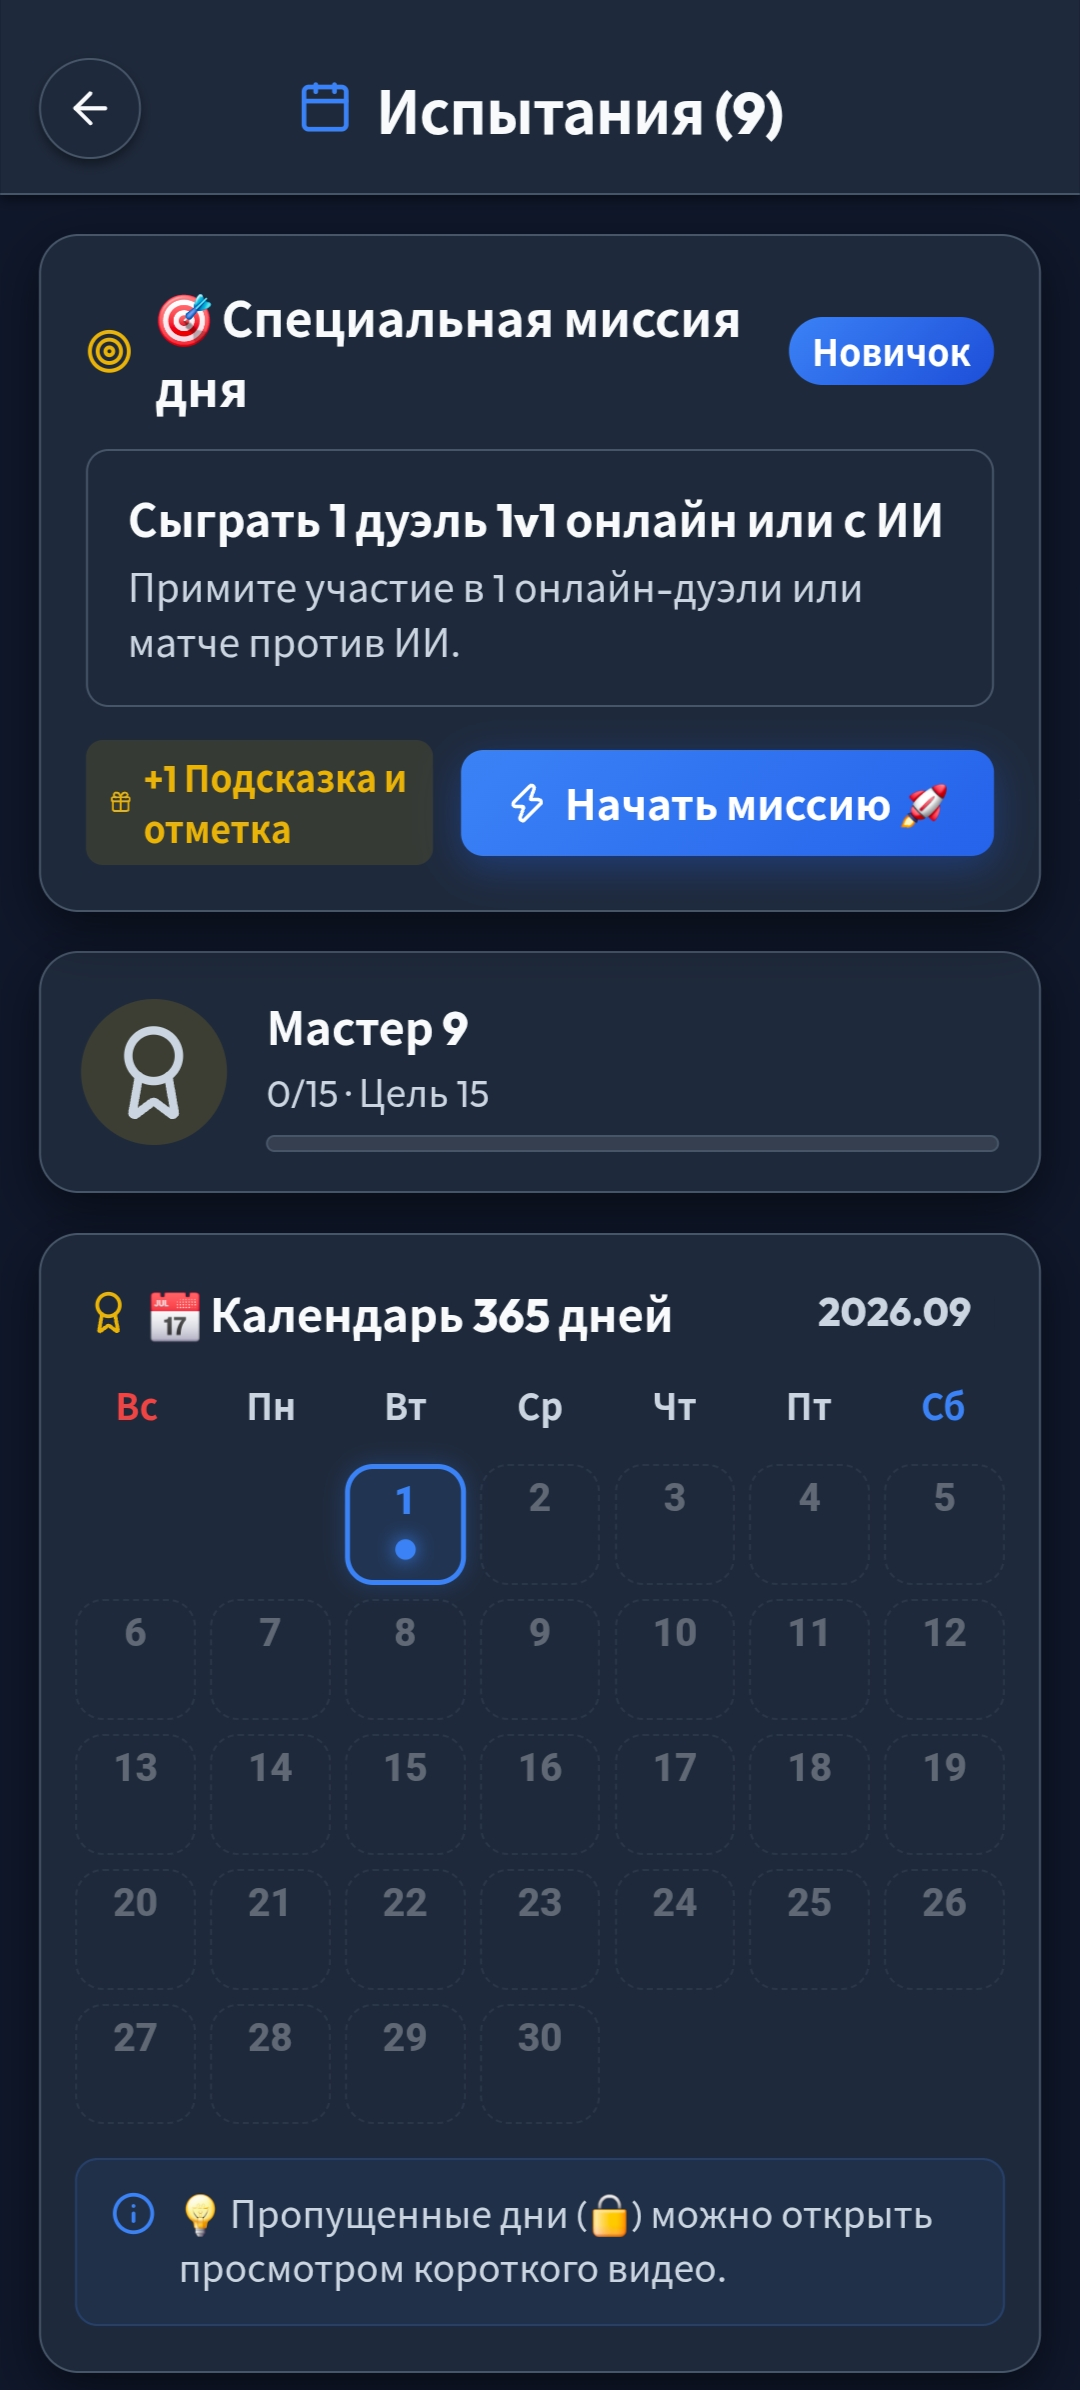 Испытания (9)
🎯 Специальная миссия
дня
Новичок
Сыграть 1 дуэль 1v1 онлайн или с ИИ
Примите участие в 1 онлайн-дуэли или
матче против ИИ.
+1 Подсказка и
отметка
Начать миссию 🚀
Мастер 9
0/15 · Цель 15
📅 Календарь 365 дней
2026.09
Вс Пн Вт Ср Чт Пт Сб
1 2 3 4 5
6 7 8 9 10 11 12
13 14 15 16 17 18 19
20 21 22 23 24 25 26
27 28 29 30
💡 Пропущенные дни (🔒) можно открыть
просмотром короткого видео.